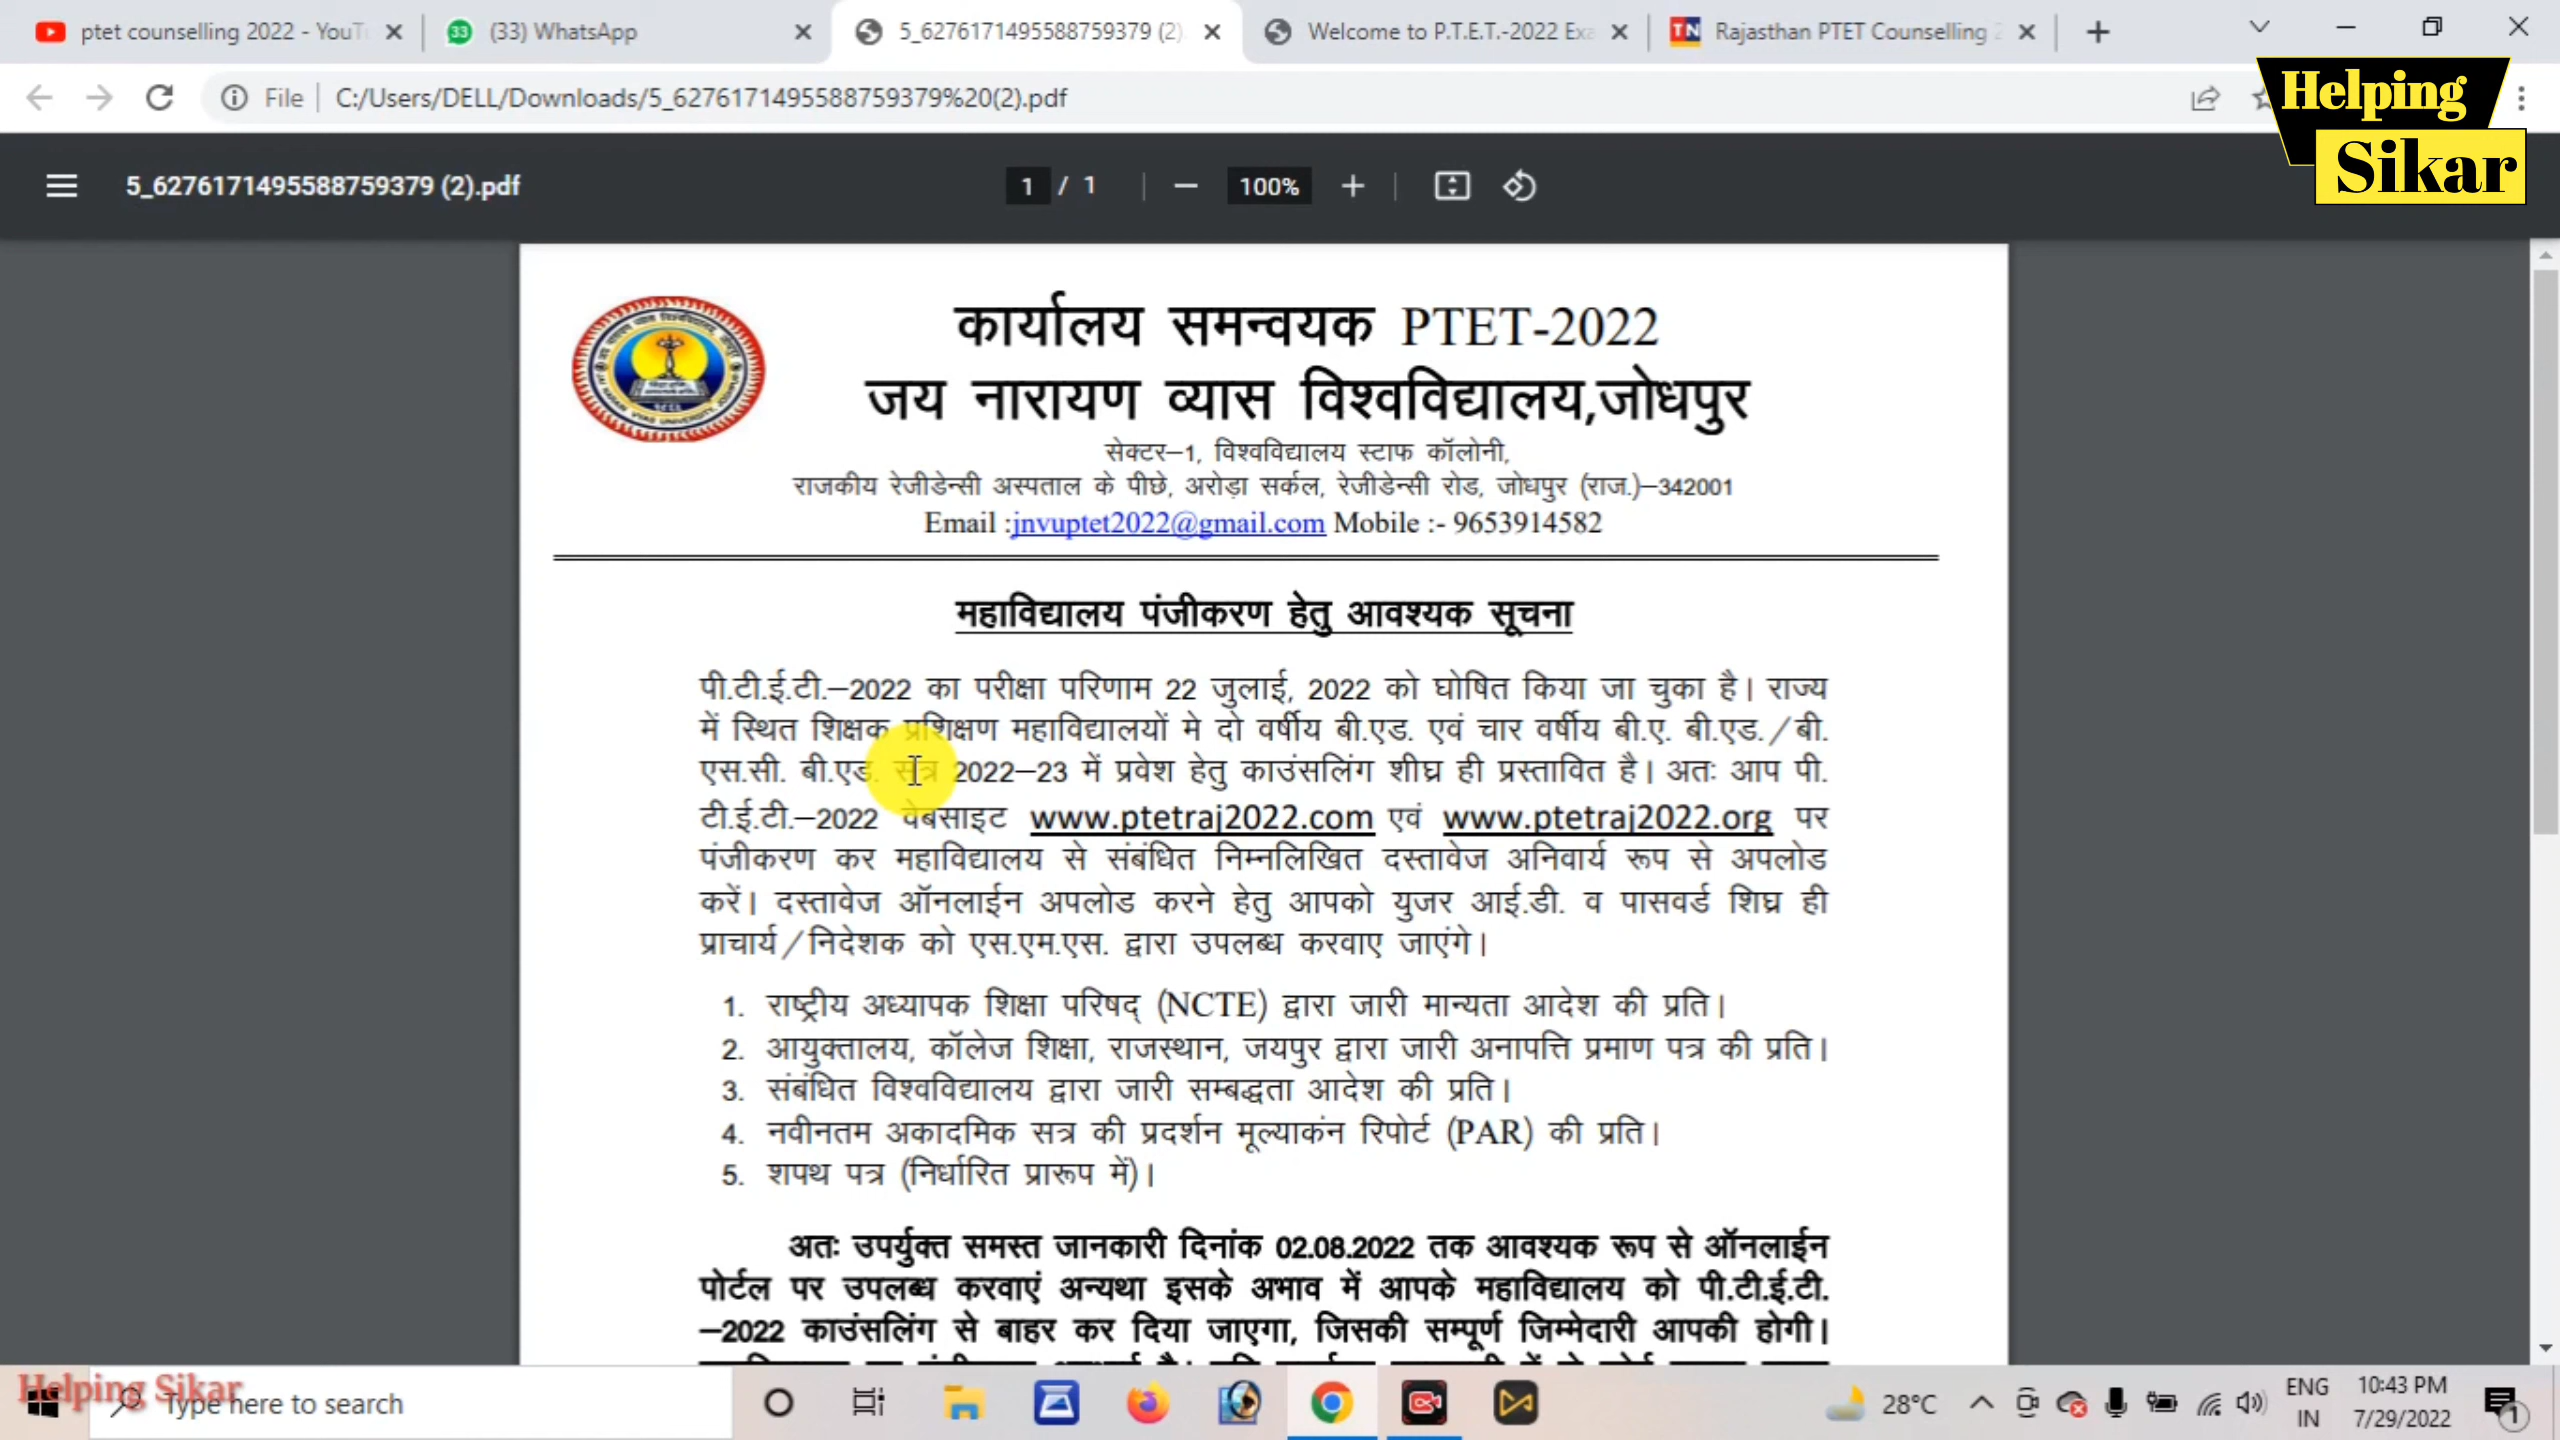 ptet counselling 2022 - YouT
(33) WhatsApp
5_6276171495588759379 (2)
Welcome to P.T.E.T.-2022 Exa
TN
Rajasthan PTET Counselling 2
File
C:/Users/DELL/Downloads/5_6276171495588759379%20(2).pdf
Helping
Sikar
5_6276171495588759379 (2).pdf
1 / 1
100%
कार्यालय समन्वयक PTET-2022
जय नारायण व्यास विश्वविद्यालय,जोधपुर
सेक्टर–1, विश्वविद्यालय स्टाफ कॉलोनी,
राजकीय रेजीडेन्सी अस्पताल के पीछे, अरोड़ा सर्कल, रेजीडेन्सी रोड, जोधपुर (राज.)–342001
Email :jnvuptet2022@gmail.com Mobile :- 9653914582
महाविद्यालय पंजीकरण हेतु आवश्यक सूचना
पी.टी.ई.टी.–2022 का परीक्षा परिणाम 22 जुलाई, 2022 को घोषित किया जा चुका है। राज्य
में स्थित शिक्षक प्रशिक्षण महाविद्यालयों मे दो वर्षीय बी.एड. एवं चार वर्षीय बी.ए. बी.एड./बी.
एस.सी. बी.एड. सत्र 2022–23 में प्रवेश हेतु काउंसलिंग शीघ्र ही प्रस्तावित है। अतः आप पी.
टी.ई.टी.–2022 वेबसाइट www.ptetraj2022.com एवं www.ptetraj2022.org पर
पंजीकरण कर महाविद्यालय से संबंधित निम्नलिखित दस्तावेज अनिवार्य रूप से अपलोड
करें। दस्तावेज ऑनलाईन अपलोड करने हेतु आपको युजर आई.डी. व पासवर्ड शिघ्र ही
प्राचार्य/निदेशक को एस.एम.एस. द्वारा उपलब्ध करवाए जाएंगे।
1. राष्ट्रीय अध्यापक शिक्षा परिषद् (NCTE) द्वारा जारी मान्यता आदेश की प्रति।
2. आयुक्तालय, कॉलेज शिक्षा, राजस्थान, जयपुर द्वारा जारी अनापत्ति प्रमाण पत्र की प्रति।
3. संबंधित विश्वविद्यालय द्वारा जारी सम्बद्धता आदेश की प्रति।
4. नवीनतम अकादमिक सत्र की प्रदर्शन मूल्याकंन रिपोर्ट (PAR) की प्रति।
5. शपथ पत्र (निर्धारित प्रारूप में)।
अतः उपर्युक्त समस्त जानकारी दिनांक 02.08.2022 तक आवश्यक रूप से ऑनलाईन
पोर्टल पर उपलब्ध करवाएं अन्यथा इसके अभाव में आपके महाविद्यालय को पी.टी.ई.टी.
–2022 काउंसलिंग से बाहर कर दिया जाएगा, जिसकी सम्पूर्ण जिम्मेदारी आपकी होगी।
Helping Sikar
Type here to search
28°C
ENG
IN
10:43 PM
7/29/2022
1